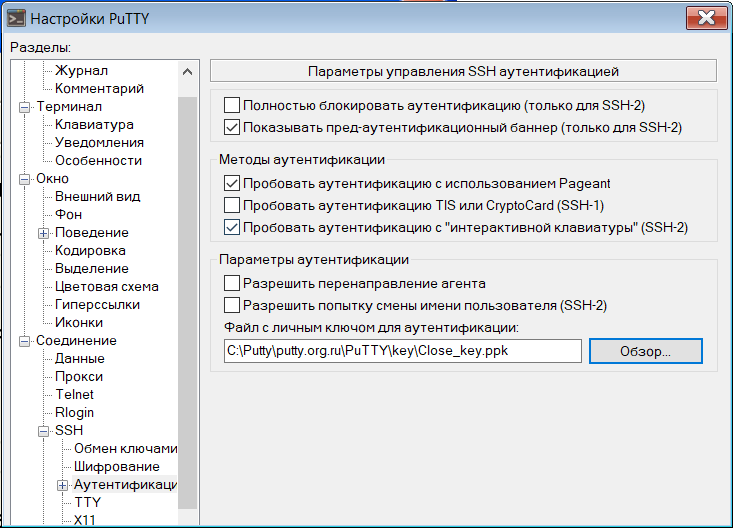 Настройки PuTTY
Разделы:
Журнал
Комментарий
Терминал
Клавиатура
Уведомления
Особенности
Окно
Внешний вид
Фон
Поведение
Кодировка
Выделение
Цветовая схема
Гиперссылки
Иконки
Соединение
Данные
Прокси
Telnet
Rlogin
SSH
Обмен ключами
Шифрование
Аутентификаци
TTY
X11
Параметры управления SSH аутентификацией
Полностью блокировать аутентификацию (только для SSH-2)
Показывать пред-аутентификационный баннер (только для SSH-2)
Методы аутентификации
Пробовать аутентификацию с использованием Pageant
Пробовать аутентификацию TIS или CryptoCard (SSH-1)
Пробовать аутентификацию с "интерактивной клавиатуры" (SSH-2)
Параметры аутентификации
Разрешить перенаправление агента
Разрешить попытку смены имени пользователя (SSH-2)
Файл с личным ключом для аутентификации:
C:\Putty\putty.org.ru\PuTTY\key\Close_key.ppk
Обзор...